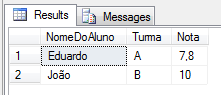 Results Messages
NomeDoAluno Turma Nota
1 Eduardo A 7,8
2 João B 10